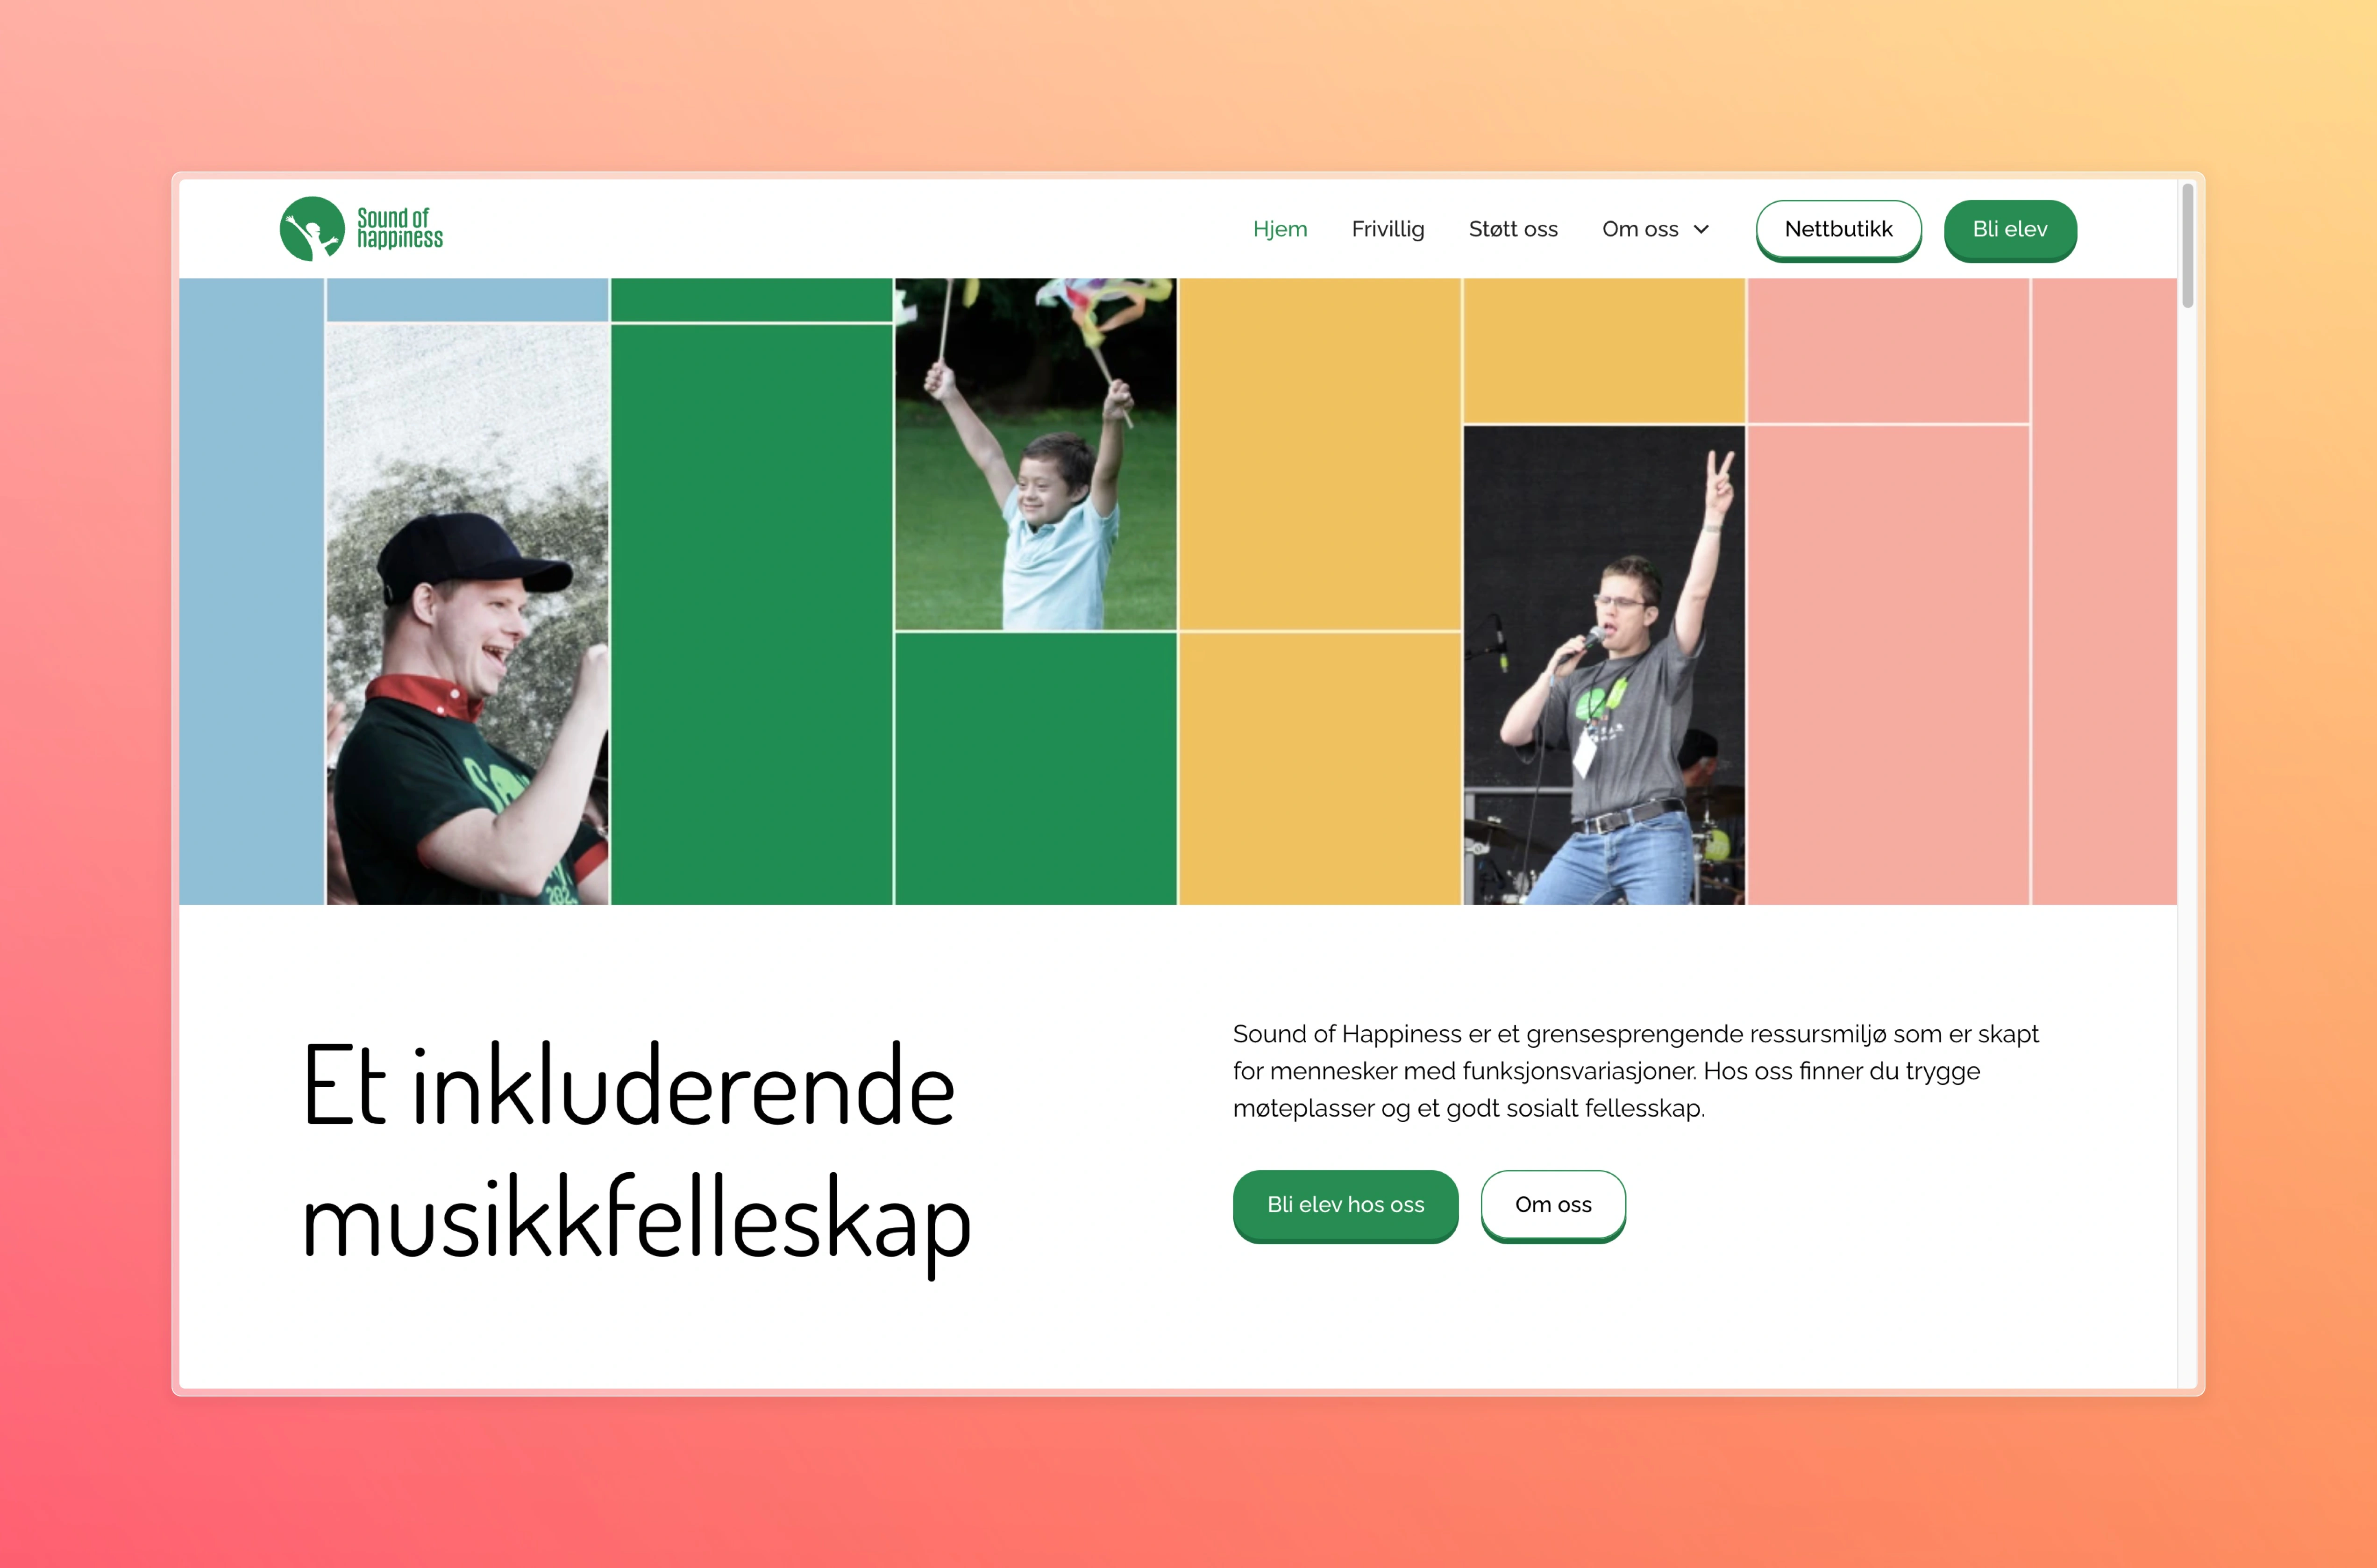 Sound of
happiness
Hjem Frivillig Støtt oss Om oss Nettbutikk Bli elev
Et inkluderende
musikkfelleskap
Sound of Happiness er et grensesprengende ressursmiljø som er skapt
for mennesker med funksjonsvariasjoner. Hos oss finner du trygge
møteplasser og et godt sosialt fellesskap.
Bli elev hos oss Om oss